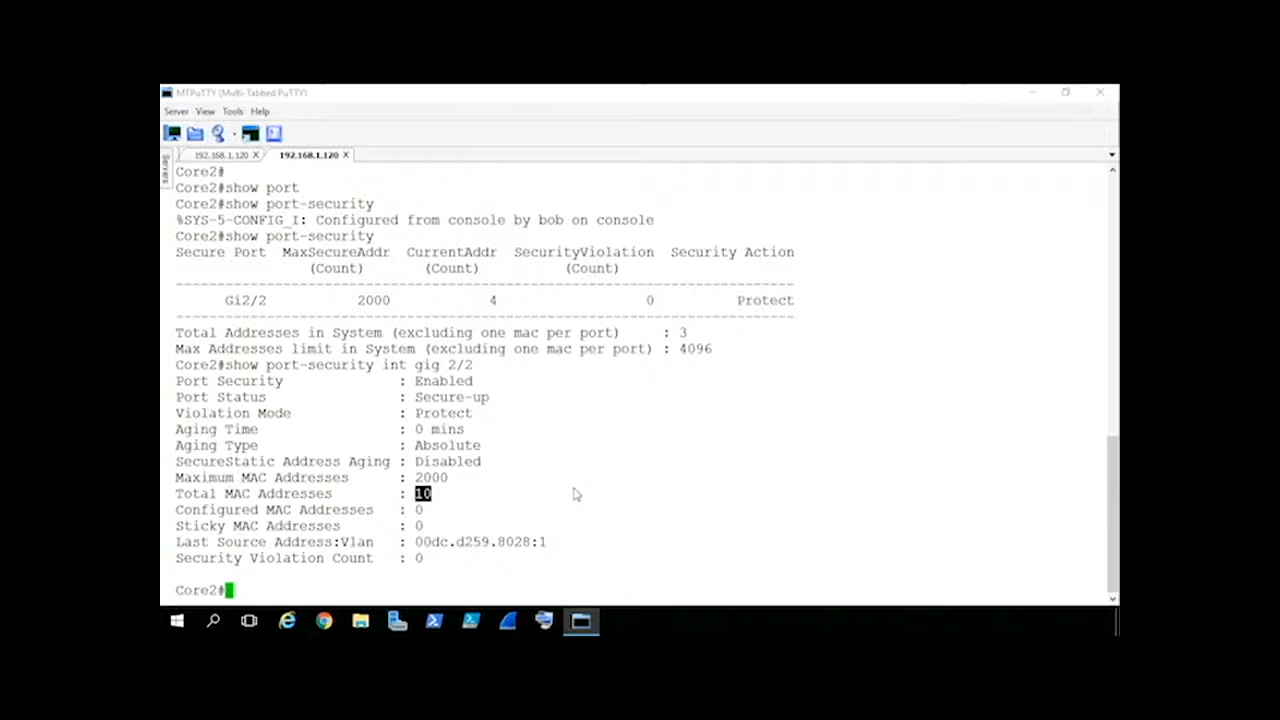 MTPuTTY (Multi-Tabbed PuTTY)
Server View Tools Help
192.168.1.120 192.168.1.120
Servers
Core2#
Core2#show port
Core2#show port-security
%SYS-5-CONFIG_I: Configured from console by bob on console
Core2#show port-security
Secure Port MaxSecureAddr CurrentAddr SecurityViolation Security Action
(Count) (Count) (Count)
---------------------------------------------------------------------------
Gi2/2 2000 4 0 Protect
---------------------------------------------------------------------------
Total Addresses in System (excluding one mac per port) : 3
Max Addresses limit in System (excluding one mac per port) : 4096
Core2#show port-security int gig 2/2
Port Security : Enabled
Port Status : Secure-up
Violation Mode : Protect
Aging Time : 0 mins
Aging Type : Absolute
SecureStatic Address Aging : Disabled
Maximum MAC Addresses : 2000
Total MAC Addresses : 10
Configured MAC Addresses : 0
Sticky MAC Addresses : 0
Last Source Address:Vlan : 00dc.d259.8028:1
Security Violation Count : 0
Core2#